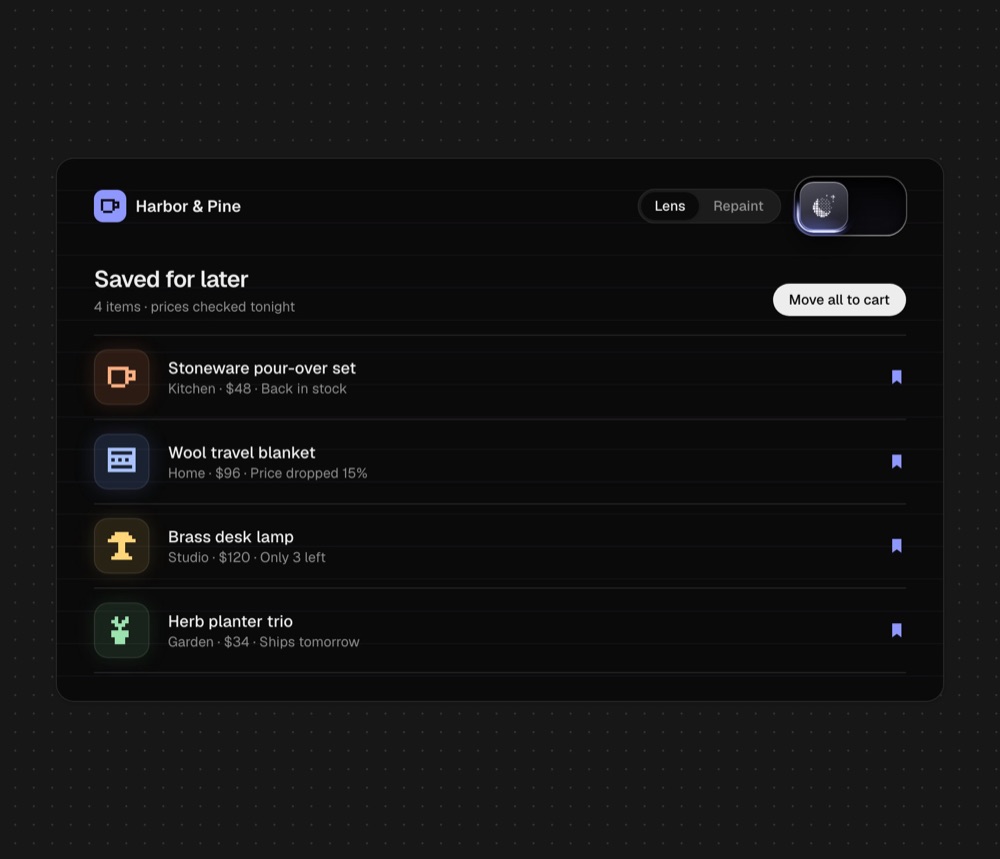 Harbor & Pine
Lens
Repaint
Saved for later
4 items · prices checked tonight
Move all to cart
Stoneware pour-over set
Kitchen · $48 · Back in stock
Wool travel blanket
Home · $96 · Price dropped 15%
Brass desk lamp
Studio · $120 · Only 3 left
Herb planter trio
Garden · $34 · Ships tomorrow